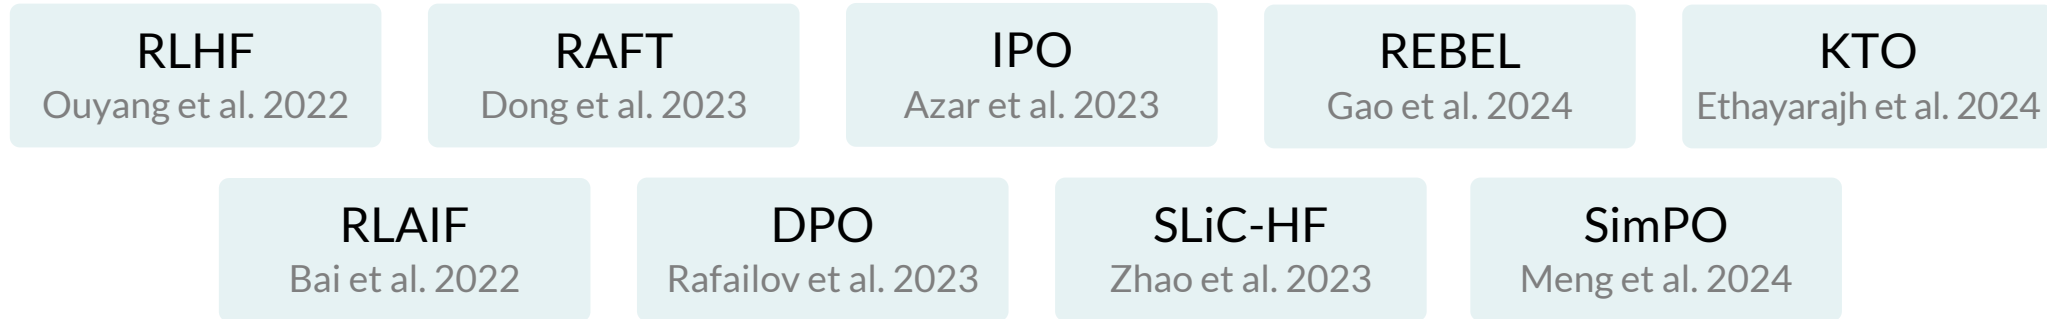 RLHF
Ouyang et al. 2022
RAFT
Dong et al. 2023
IPO
Azar et al. 2023
REBEL
Gao et al. 2024
KTO
Ethayarajh et al. 2024
RLAIF
Bai et al. 2022
DPO
Rafailov et al. 2023
SLiC-HF
Zhao et al. 2023
SimPO
Meng et al. 2024